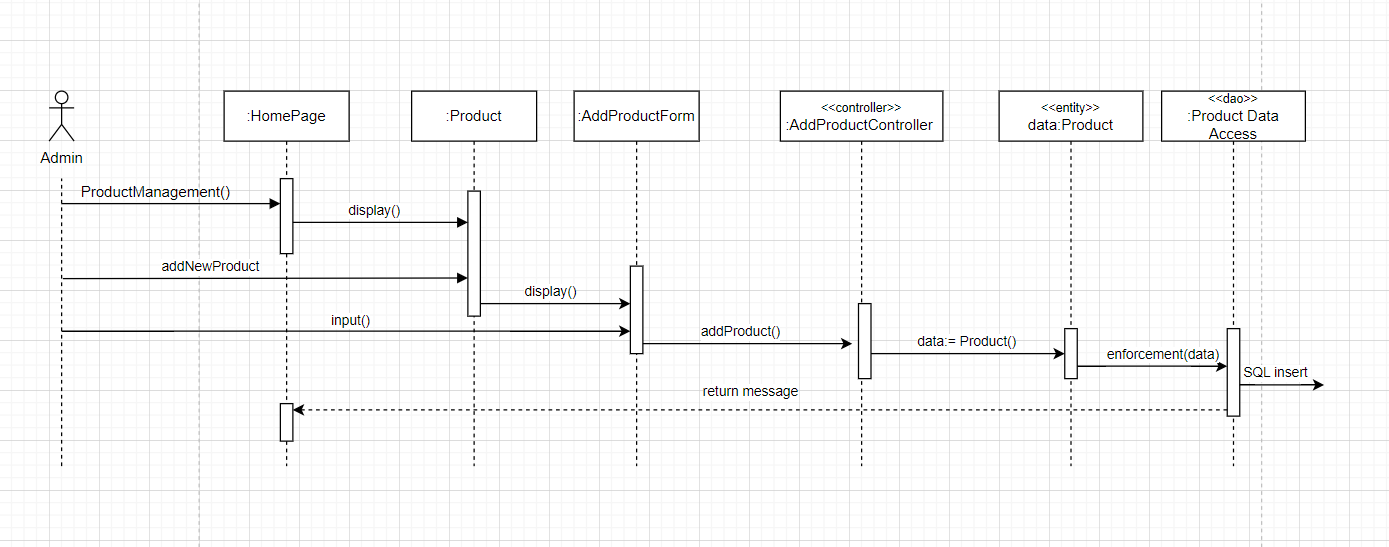 Admin
:HomePage
:Product
:AddProductForm
<<controller>>
:AddProductController
<<entity>>
data:Product
<<dao>>
:Product Data
Access
ProductManagement()
display()
addNewProduct
display()
input()
addProduct()
data:= Product()
enforcement(data)
SQL insert
return message